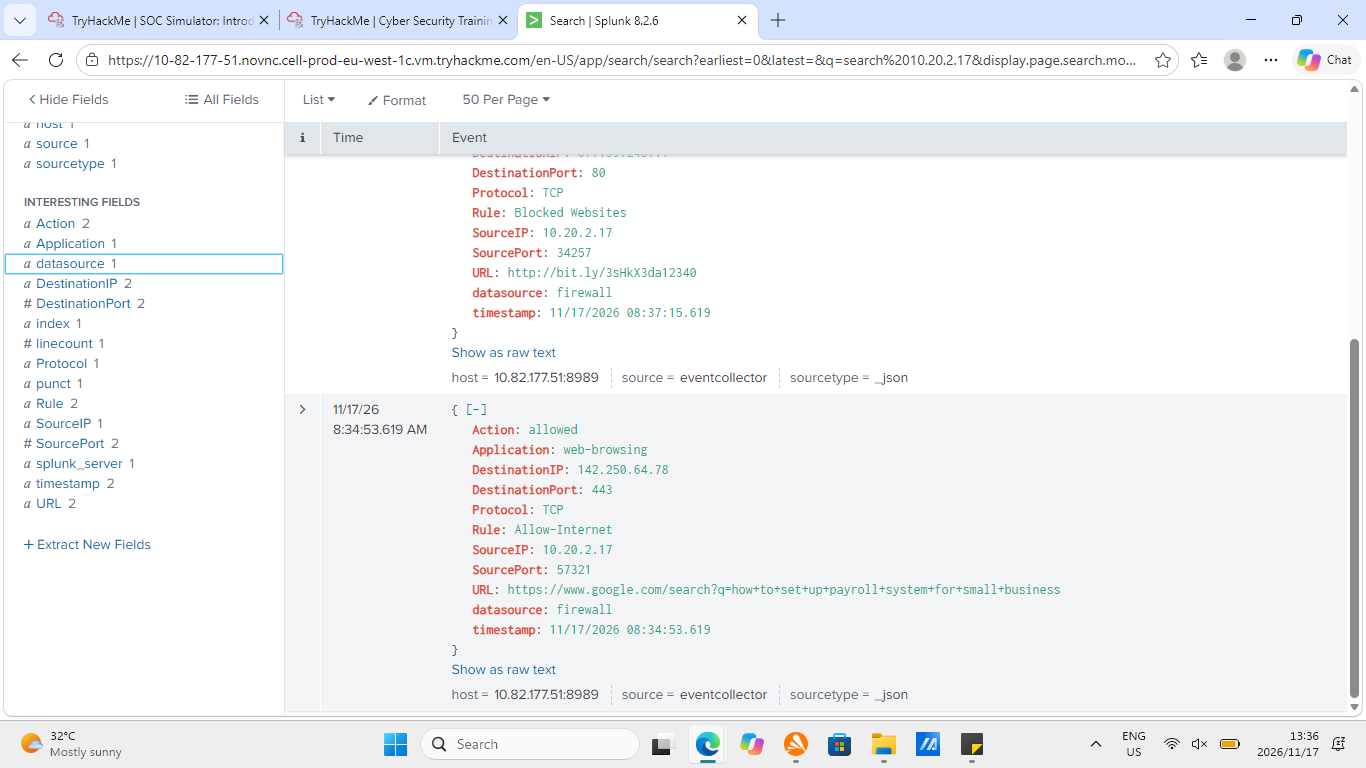 TryHackMe | SOC Simulator: Introd
TryHackMe | Cyber Security Trainin
Search | Splunk 8.2.6
https://10-82-177-51.novnc.cell-prod-eu-west-1c.vm.tryhackme.com/en-US/app/search/search?earliest=0&latest=&q=search%2010.20.2.17&display.page.search.mo...
Chat
Hide Fields
All Fields
List
Format
50 Per Page
a host 1
a source 1
a sourcetype 1
INTERESTING FIELDS
a Action 2
a Application 1
a datasource 1
a DestinationIP 2
# DestinationPort 2
a index 1
# linecount 1
a Protocol 1
a punct 1
a Rule 2
a SourceIP 1
# SourcePort 2
a splunk_server 1
a timestamp 2
a URL 2
+ Extract New Fields
i Time Event
DestinationPort: 80
Protocol: TCP
Rule: Blocked Websites
SourceIP: 10.20.2.17
SourcePort: 34257
URL: http://bit.ly/3sHkX3da12340
datasource: firewall
timestamp: 11/17/2026 08:37:15.619
}
Show as raw text
host = 10.82.177.51:8989 source = eventcollector sourcetype = _json
11/17/26
8:34:53.619 AM
{ [-]
Action: allowed
Application: web-browsing
DestinationIP: 142.250.64.78
DestinationPort: 443
Protocol: TCP
Rule: Allow-Internet
SourceIP: 10.20.2.17
SourcePort: 57321
URL: https://www.google.com/search?q=how+to+set+up+payroll+system+for+small+business
datasource: firewall
timestamp: 11/17/2026 08:34:53.619
}
Show as raw text
host = 10.82.177.51:8989 source = eventcollector sourcetype = _json
32°C
Mostly sunny
Search
ENG
US
13:36
2026/11/17